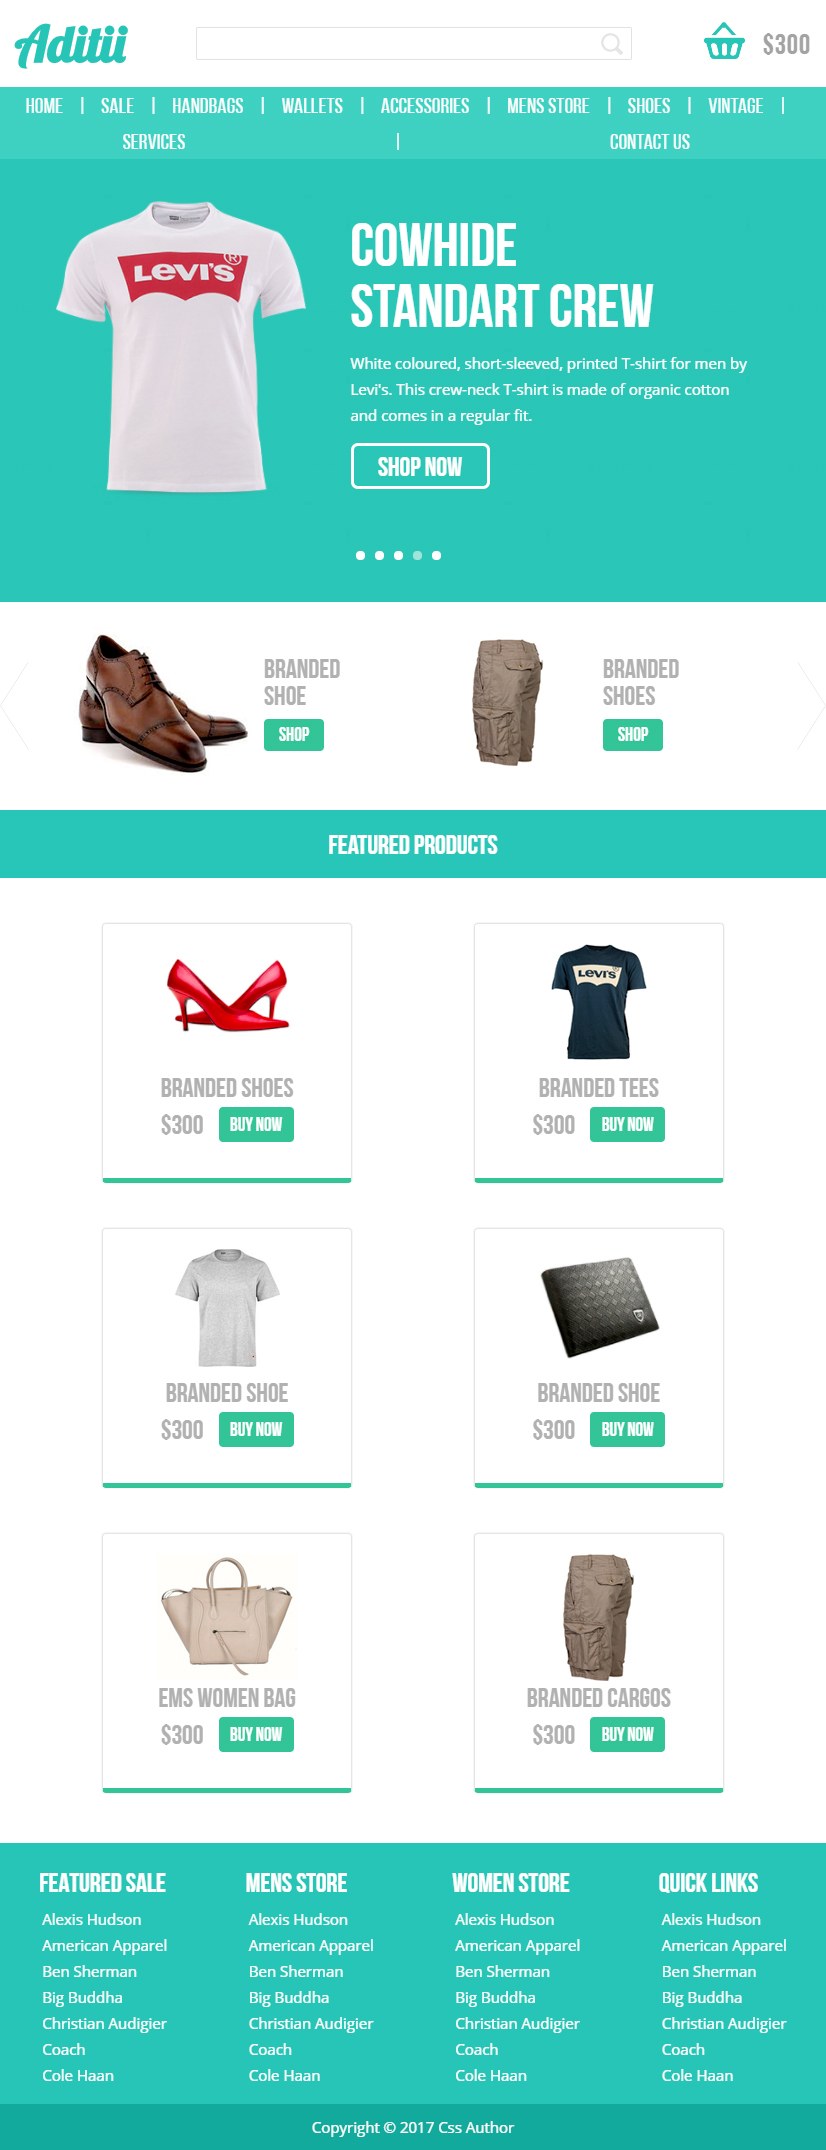 Aditii
$300
HOME | SALE | HANDBAGS | WALLETS | ACCESSORIES | MENS STORE | SHOES | VINTAGE |
SERVICES | CONTACT US
LEVI'S®
COWHIDE
STANDART CREW
White coloured, short-sleeved, printed T-shirt for men by
Levi's. This crew-neck T-shirt is made of organic cotton
and comes in a regular fit.
SHOP NOW
BRANDED
SHOE
SHOP
BRANDED
SHOES
SHOP
FEATURED PRODUCTS
BRANDED SHOES
$300 BUY NOW
LEVI'S
BRANDED TEES
$300 BUY NOW
BRANDED SHOE
$300 BUY NOW
BRANDED SHOE
$300 BUY NOW
EMS WOMEN BAG
$300 BUY NOW
BRANDED CARGOS
$300 BUY NOW
FEATURED SALE
Alexis Hudson
American Apparel
Ben Sherman
Big Buddha
Christian Audigier
Coach
Cole Haan
MENS STORE
Alexis Hudson
American Apparel
Ben Sherman
Big Buddha
Christian Audigier
Coach
Cole Haan
WOMEN STORE
Alexis Hudson
American Apparel
Ben Sherman
Big Buddha
Christian Audigier
Coach
Cole Haan
QUICK LINKS
Alexis Hudson
American Apparel
Ben Sherman
Big Buddha
Christian Audigier
Coach
Cole Haan
Copyright © 2017 Css Author